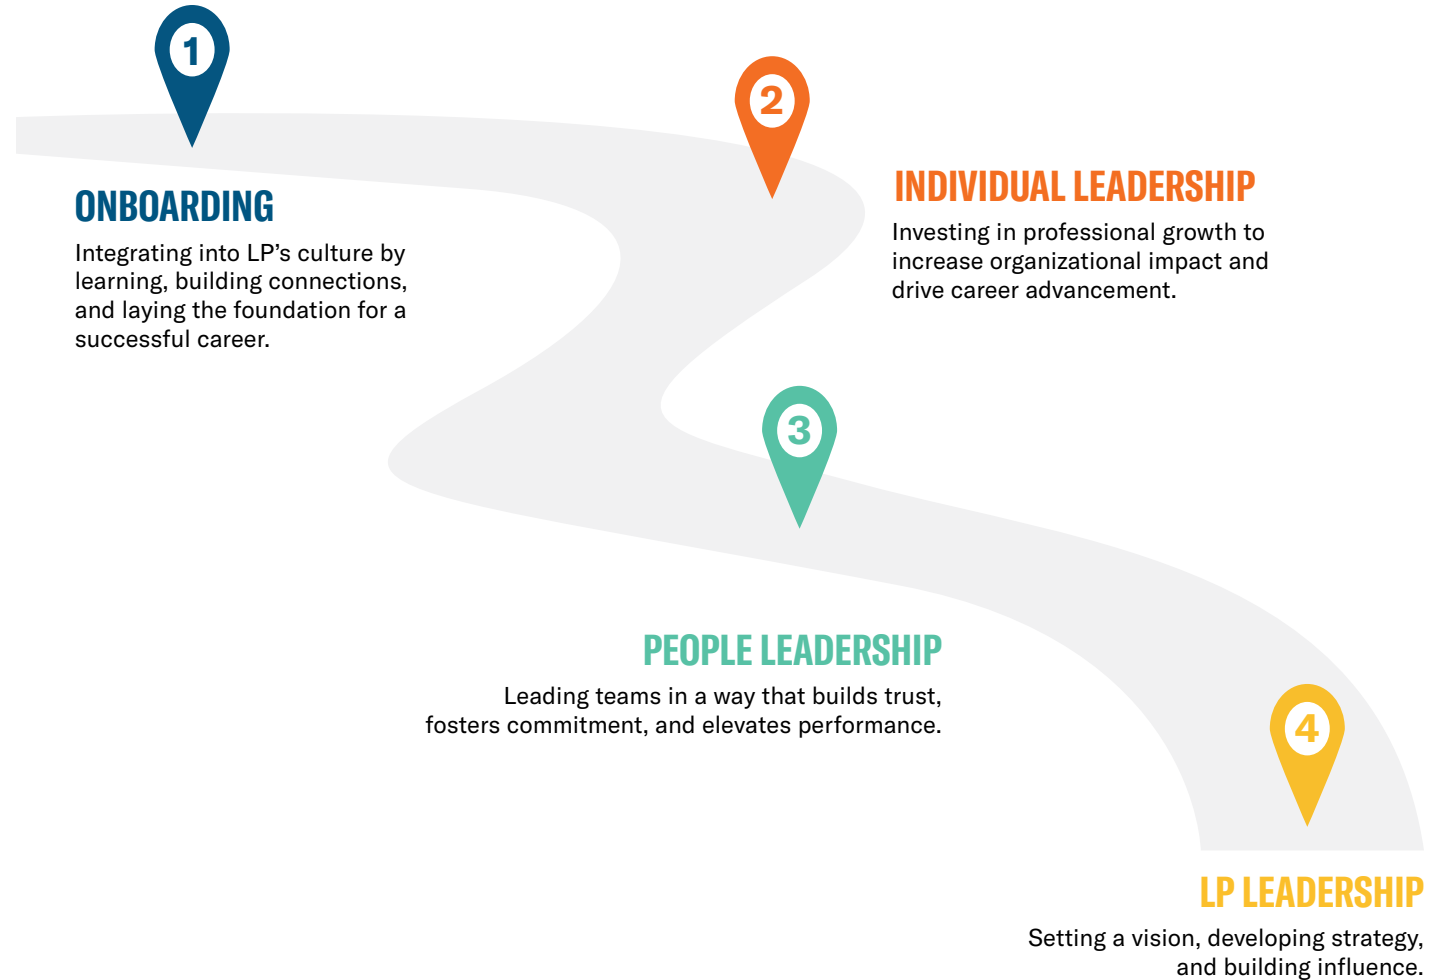 1
ONBOARDING
Integrating into LP’s culture by
learning, building connections,
and laying the foundation for a
successful career.
2
INDIVIDUAL LEADERSHIP
Investing in professional growth to
increase organizational impact and
drive career advancement.
3
PEOPLE LEADERSHIP
Leading teams in a way that builds trust,
fosters commitment, and elevates performance.
4
LP LEADERSHIP
Setting a vision, developing strategy,
and building influence.